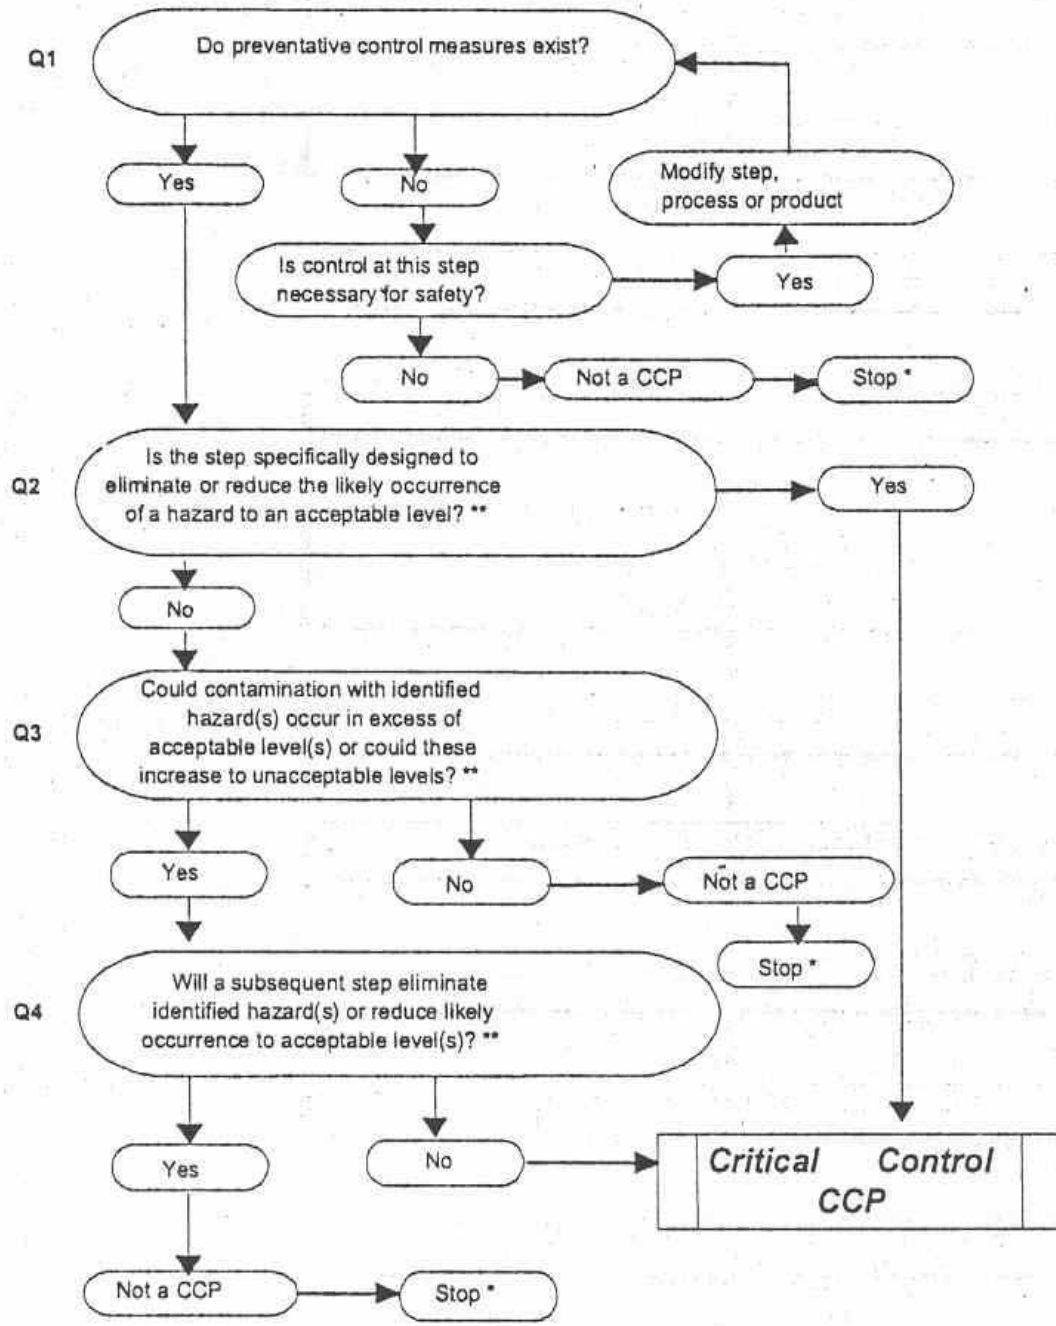 Q1
Do preventative control measures exist?
Yes
No
Modify step,
process or product
Is control at this step
necessary for safety?
Yes
No
Not a CCP
Stop *
Q2
Is the step specifically designed to
eliminate or reduce the likely occurrence
of a hazard to an acceptable level? **
Yes
No
Q3
Could contamination with identified
hazard(s) occur in excess of
acceptable level(s) or could these
increase to unacceptable levels? **
Yes
No
Not a CCP
Stop *
Q4
Will a subsequent step eliminate
identified hazard(s) or reduce likely
occurrence to acceptable level(s)? **
Yes
No
Critical Control
CCP
Not a CCP
Stop *